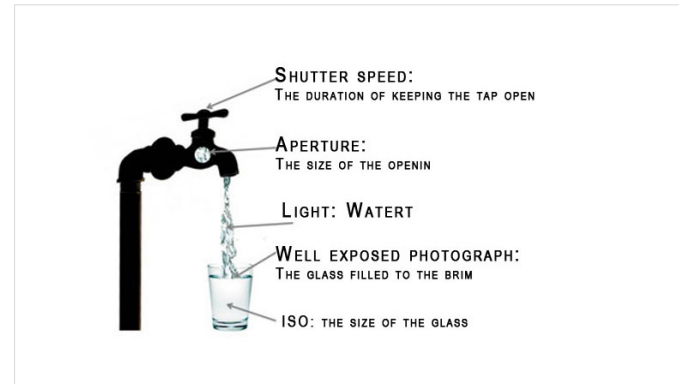 SHUTTER SPEED:
THE DURATION OF KEEPING THE TAP OPEN
APERTURE:
THE SIZE OF THE OPENIN
LIGHT: WATERT
WELL EXPOSED PHOTOGRAPH:
THE GLASS FILLED TO THE BRIM
ISO: THE SIZE OF THE GLASS